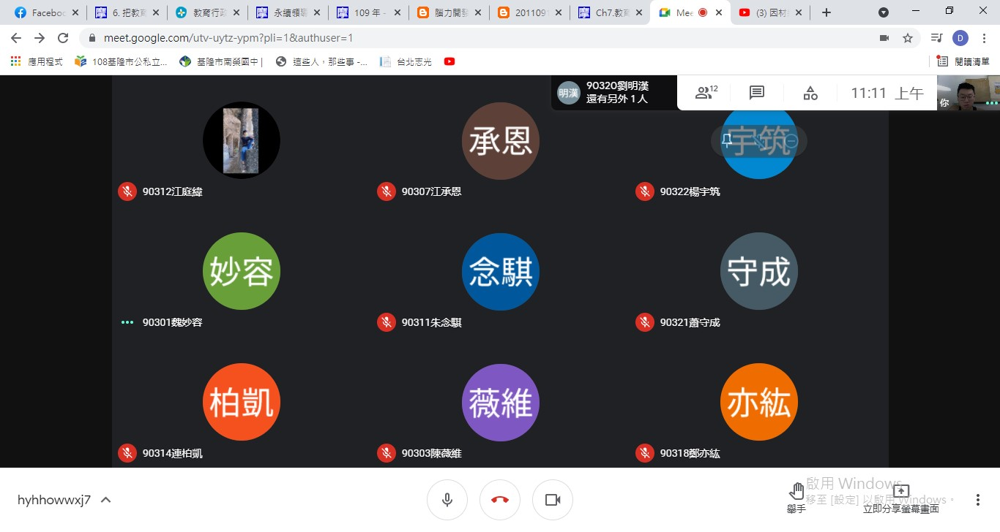 Faceboo
6. 把教育
教育行政
永續領導
109 年 -
腦力開發
2011091
Ch7.教育
Mee
(3) 因材
meet.google.com/utv-uytz-ypm?pli=1&authuser=1
D
應用程式
108基隆市公私立...
基隆市南榮國中 |
這些人，那些事 -...
台北志光
閱讀清單
明漢
90320劉明漢
還有另外 1 人
12
11:11 上午
你
承恩
宇筑
90312江庭緯
90307江承恩
90322楊宇筑
妙容
念騏
守成
90301魏妙容
90311朱念騏
90321蕭守成
柏凱
薇維
亦紘
90314連柏凱
90303陳薇維
90318鄭亦紘
hyhhowwxj7
舉手
立即分享螢幕畫面
啟用 Windows
移至 [設定] 以啟用 Windows。